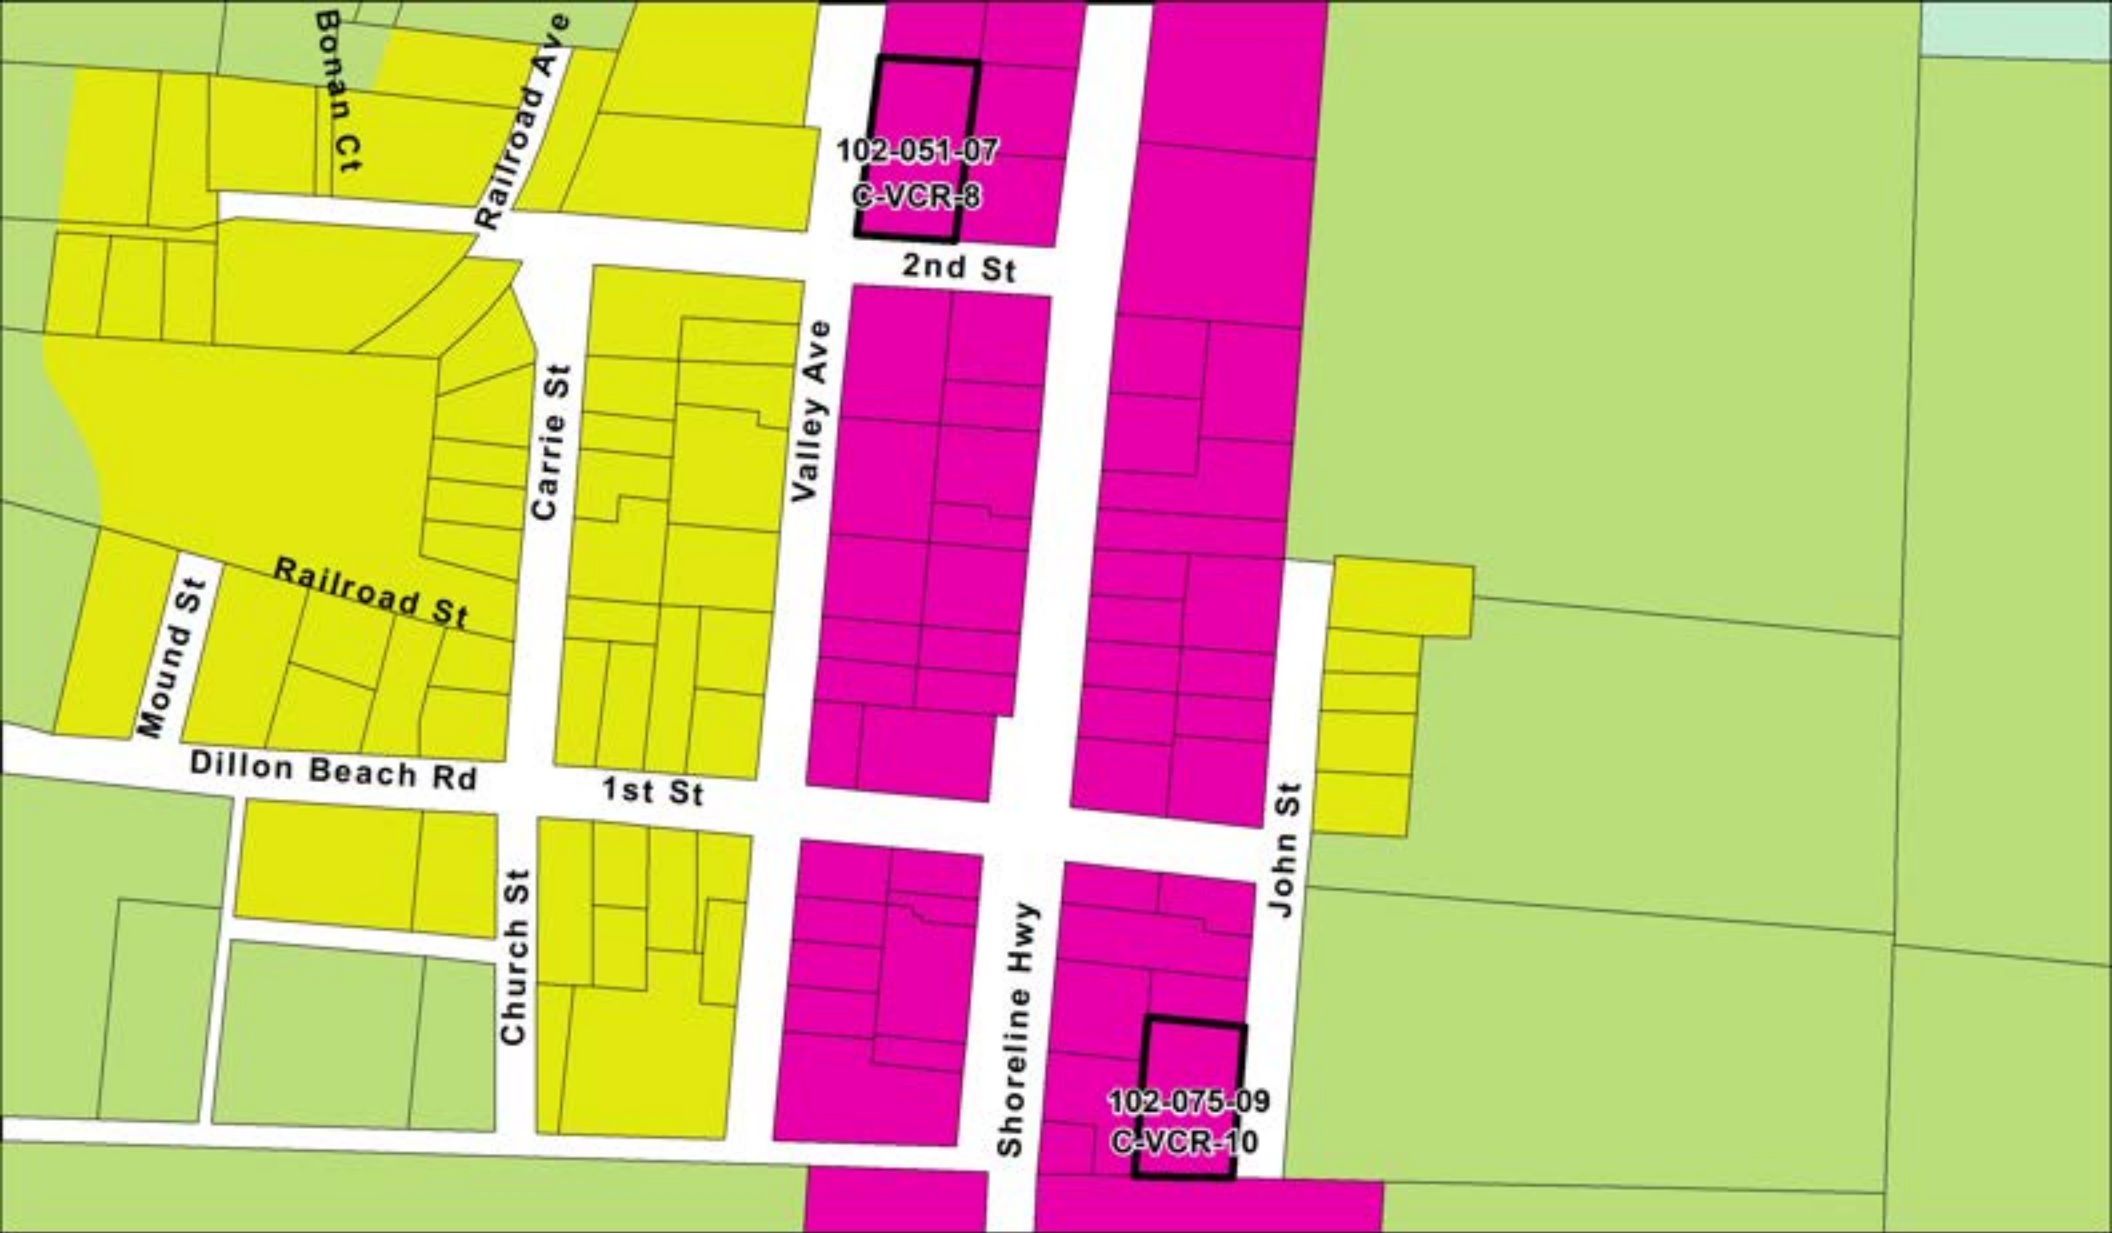 Bonan Ct
Railroad Ave
102-051-07
C-VCR-8
2nd St
Valley Ave
Carrie St
Railroad St
Mound St
Dillon Beach Rd
1st St
John St
Church St
Shoreline Hwy
102-075-09
C-VCR-10